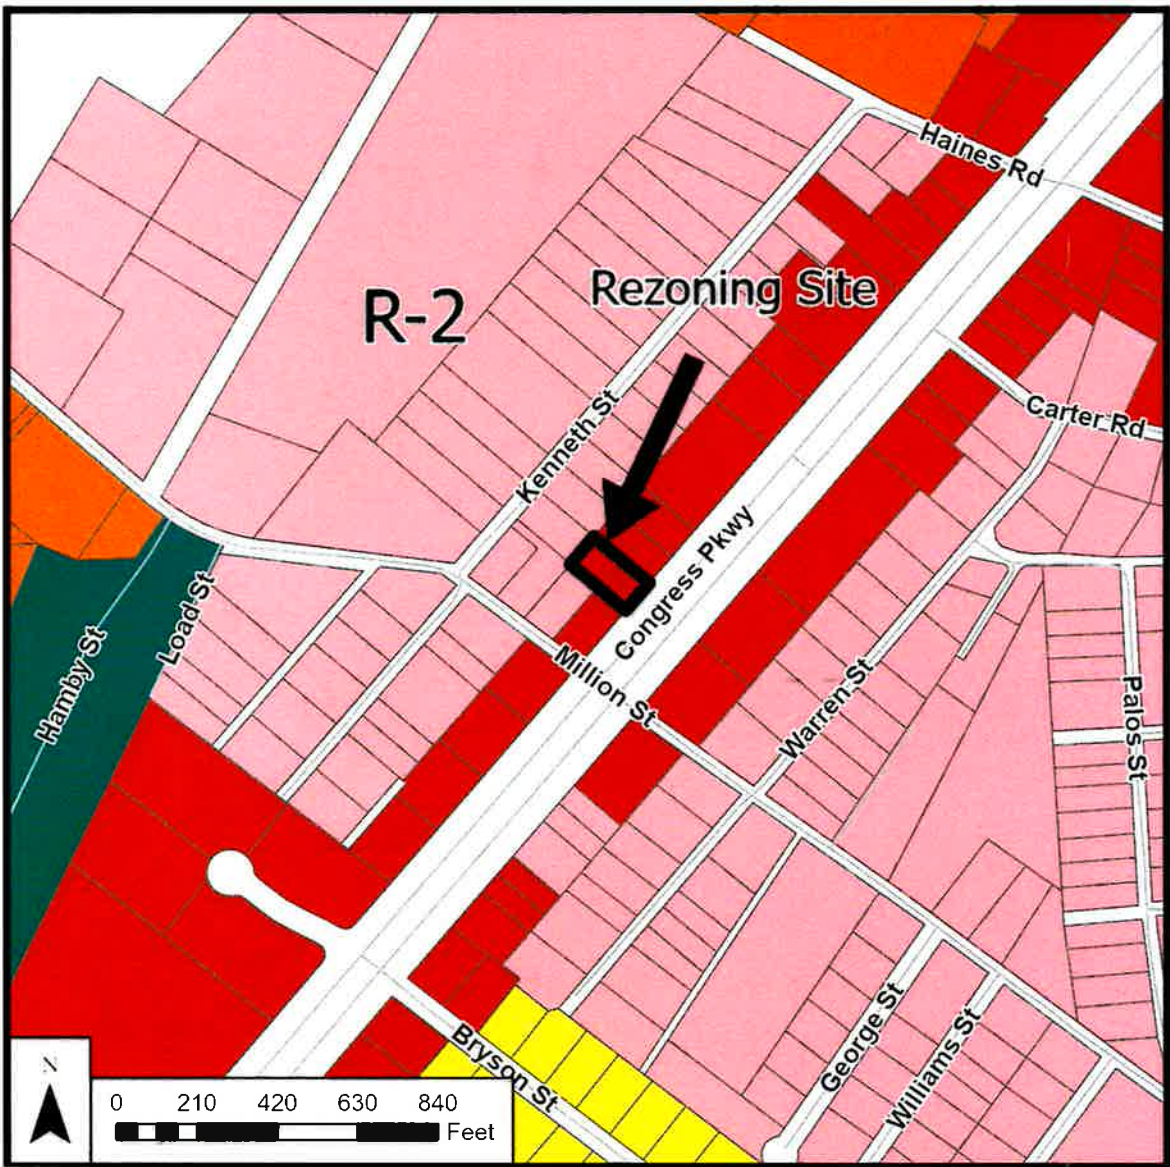 Haines Rd
Rezoning Site
R-2
Kenneth St
Carter Rd
Congress Pkwy
Load St
Hamby St
Million St
Warren St
Palos St
George St
Williams St
Bryson St
N
0 210 420 630 840
Feet